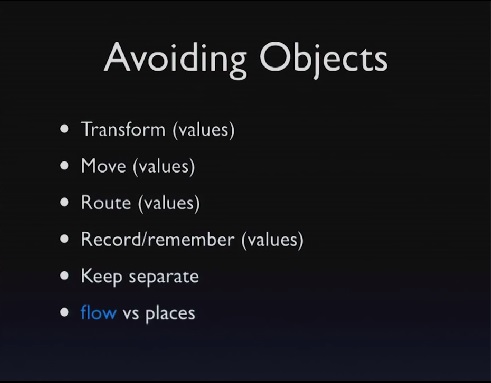 Avoiding Objects
• Transform (values)
• Move (values)
• Route (values)
• Record/remember (values)
• Keep separate
• flow vs places